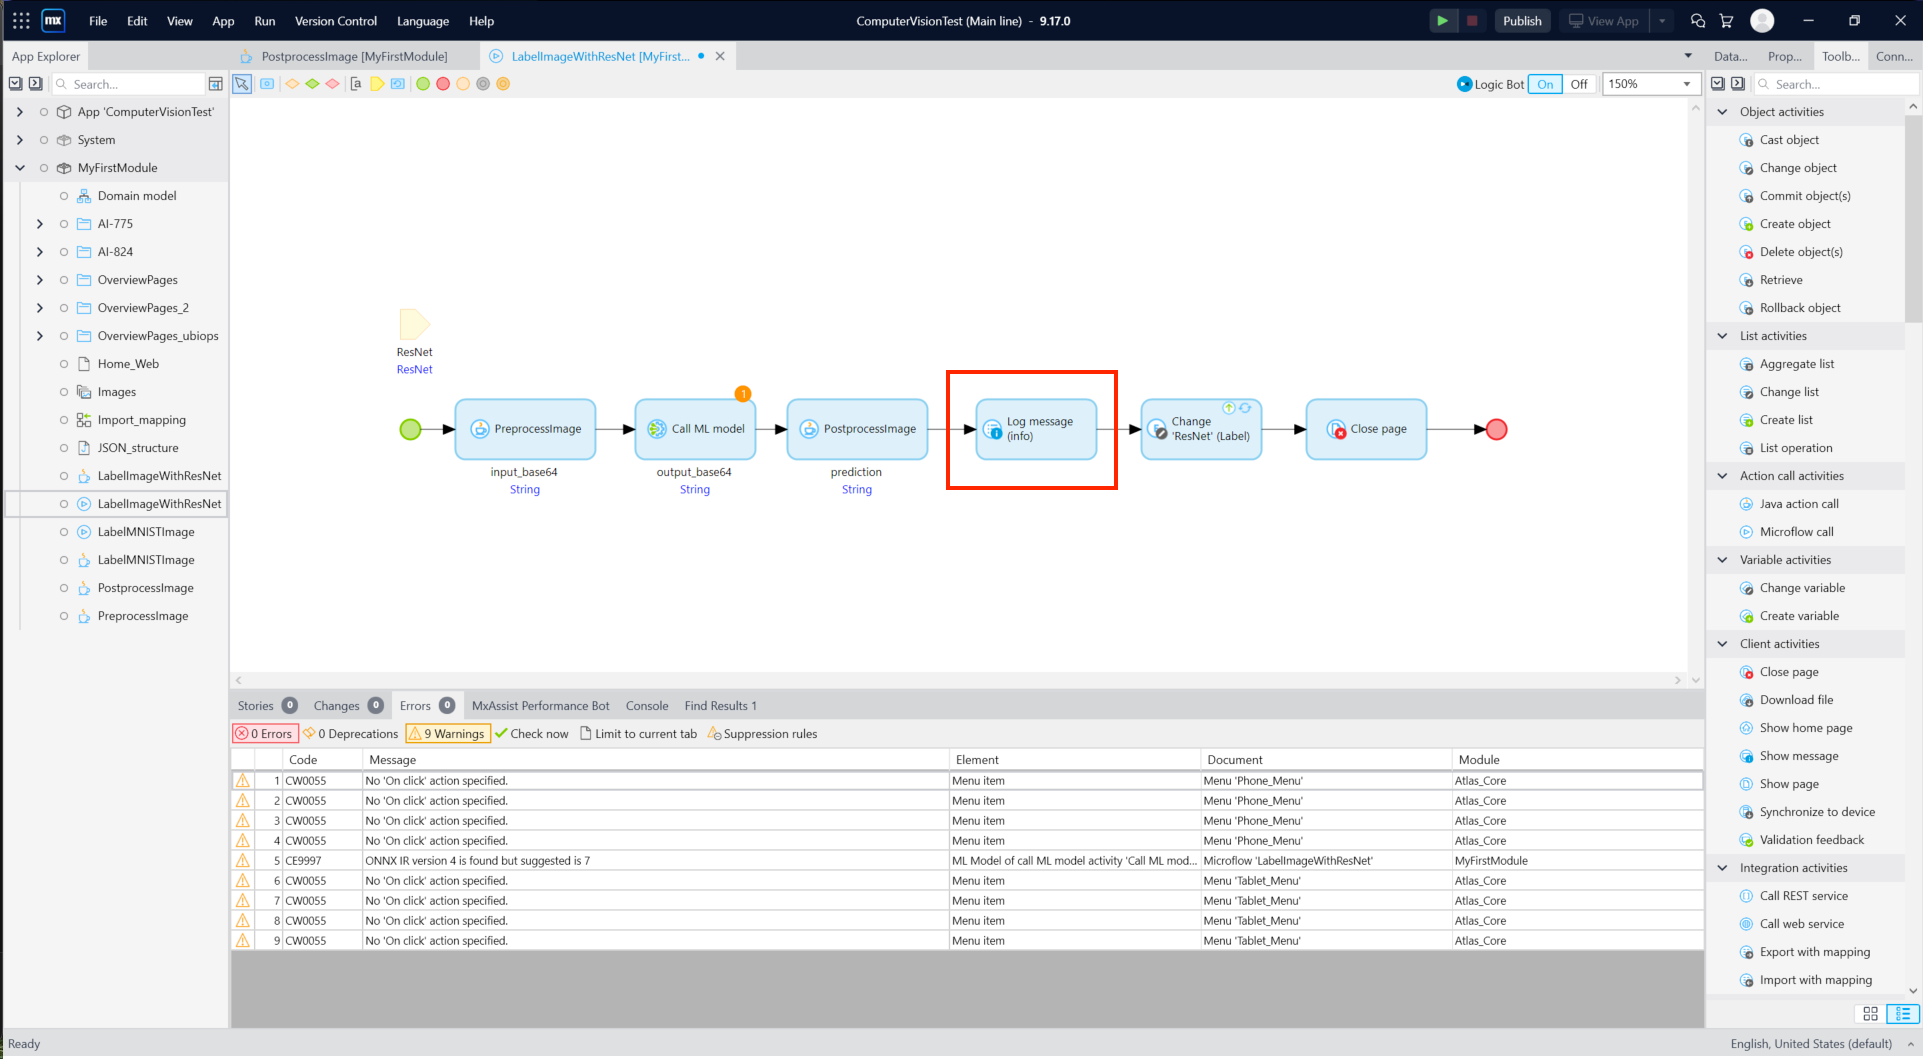 mx
File Edit View App Run Version Control Language Help
ComputerVisionTest (Main line) - 9.17.0
Publish
View App
App Explorer
PostprocessImage [MyFirstModule]
LabelImageWithResNet [MyFirst...
Data...
Prop...
Toolb...
Conn...
Search...
Logic Bot On Off
150%
Search...
App 'ComputerVisionTest'
System
MyFirstModule
Domain model
AI-775
AI-824
OverviewPages
OverviewPages_2
OverviewPages_ubiops
Home_Web
Images
Import_mapping
JSON_structure
LabelImageWithResNet
LabelImageWithResNet
LabelMNISTImage
LabelMNISTImage
PostprocessImage
PreprocessImage
ResNet
ResNet
PreprocessImage
input_base64
String
1
Call ML model
output_base64
String
PostprocessImage
prediction
String
Log message
(info)
Change
'ResNet' (Label)
Close page
Object activities
Cast object
Change object
Commit object(s)
Create object
Delete object(s)
Retrieve
Rollback object
List activities
Aggregate list
Change list
Create list
List operation
Action call activities
Java action call
Microflow call
Variable activities
Change variable
Create variable
Client activities
Close page
Download file
Show home page
Show message
Show page
Synchronize to device
Validation feedback
Integration activities
Call REST service
Call web service
Export with mapping
Import with mapping
Stories 0 Changes 0 Errors 0 MxAssist Performance Bot Console Find Results 1
0 Errors 0 Deprecations 9 Warnings Check now Limit to current tab Suppression rules
Code Message Element Document Module
1 CW0055 No 'On click' action specified. Menu item Menu 'Phone_Menu' Atlas_Core
2 CW0055 No 'On click' action specified. Menu item Menu 'Phone_Menu' Atlas_Core
3 CW0055 No 'On click' action specified. Menu item Menu 'Phone_Menu' Atlas_Core
4 CW0055 No 'On click' action specified. Menu item Menu 'Phone_Menu' Atlas_Core
5 CE9997 ONNX IR version 4 is found but suggested is 7 ML Model of call ML model activity 'Call ML mod... Microflow 'LabelImageWithResNet' MyFirstModule
6 CW0055 No 'On click' action specified. Menu item Menu 'Tablet_Menu' Atlas_Core
7 CW0055 No 'On click' action specified. Menu item Menu 'Tablet_Menu' Atlas_Core
8 CW0055 No 'On click' action specified. Menu item Menu 'Tablet_Menu' Atlas_Core
9 CW0055 No 'On click' action specified. Menu item Menu 'Tablet_Menu' Atlas_Core
Ready
English, United States (default)